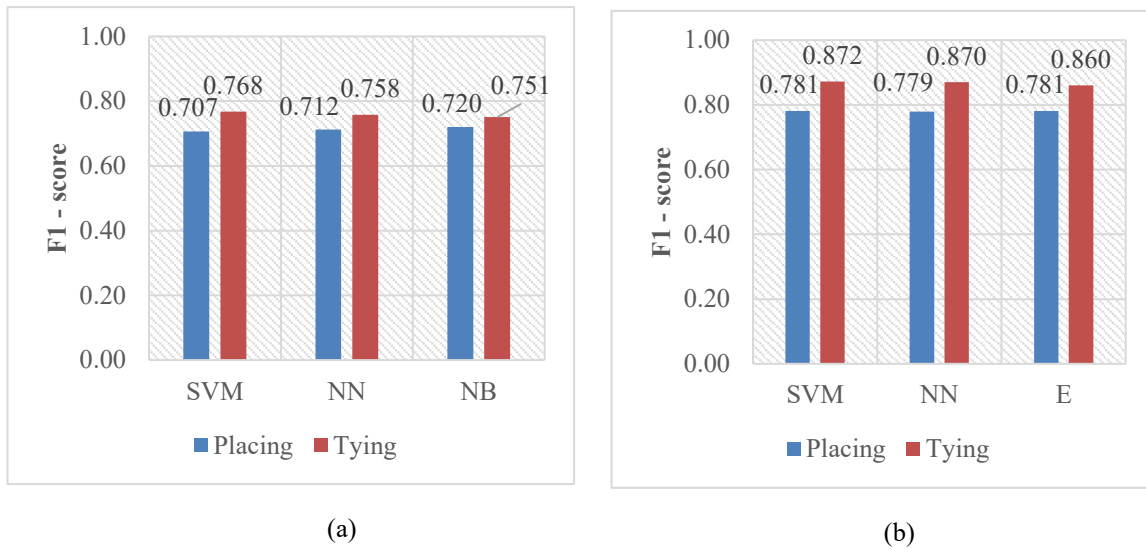 1.00
0.80
0.60
0.40
0.20
0.00
F1 - score
0.707 0.768 0.712 0.758 0.720 0.751
SVM NN NB
Placing Tying
(a)
1.00
0.80
0.60
0.40
0.20
0.00
F1 - score
0.781 0.872 0.779 0.870 0.781 0.860
SVM NN E
Placing Tying
(b)